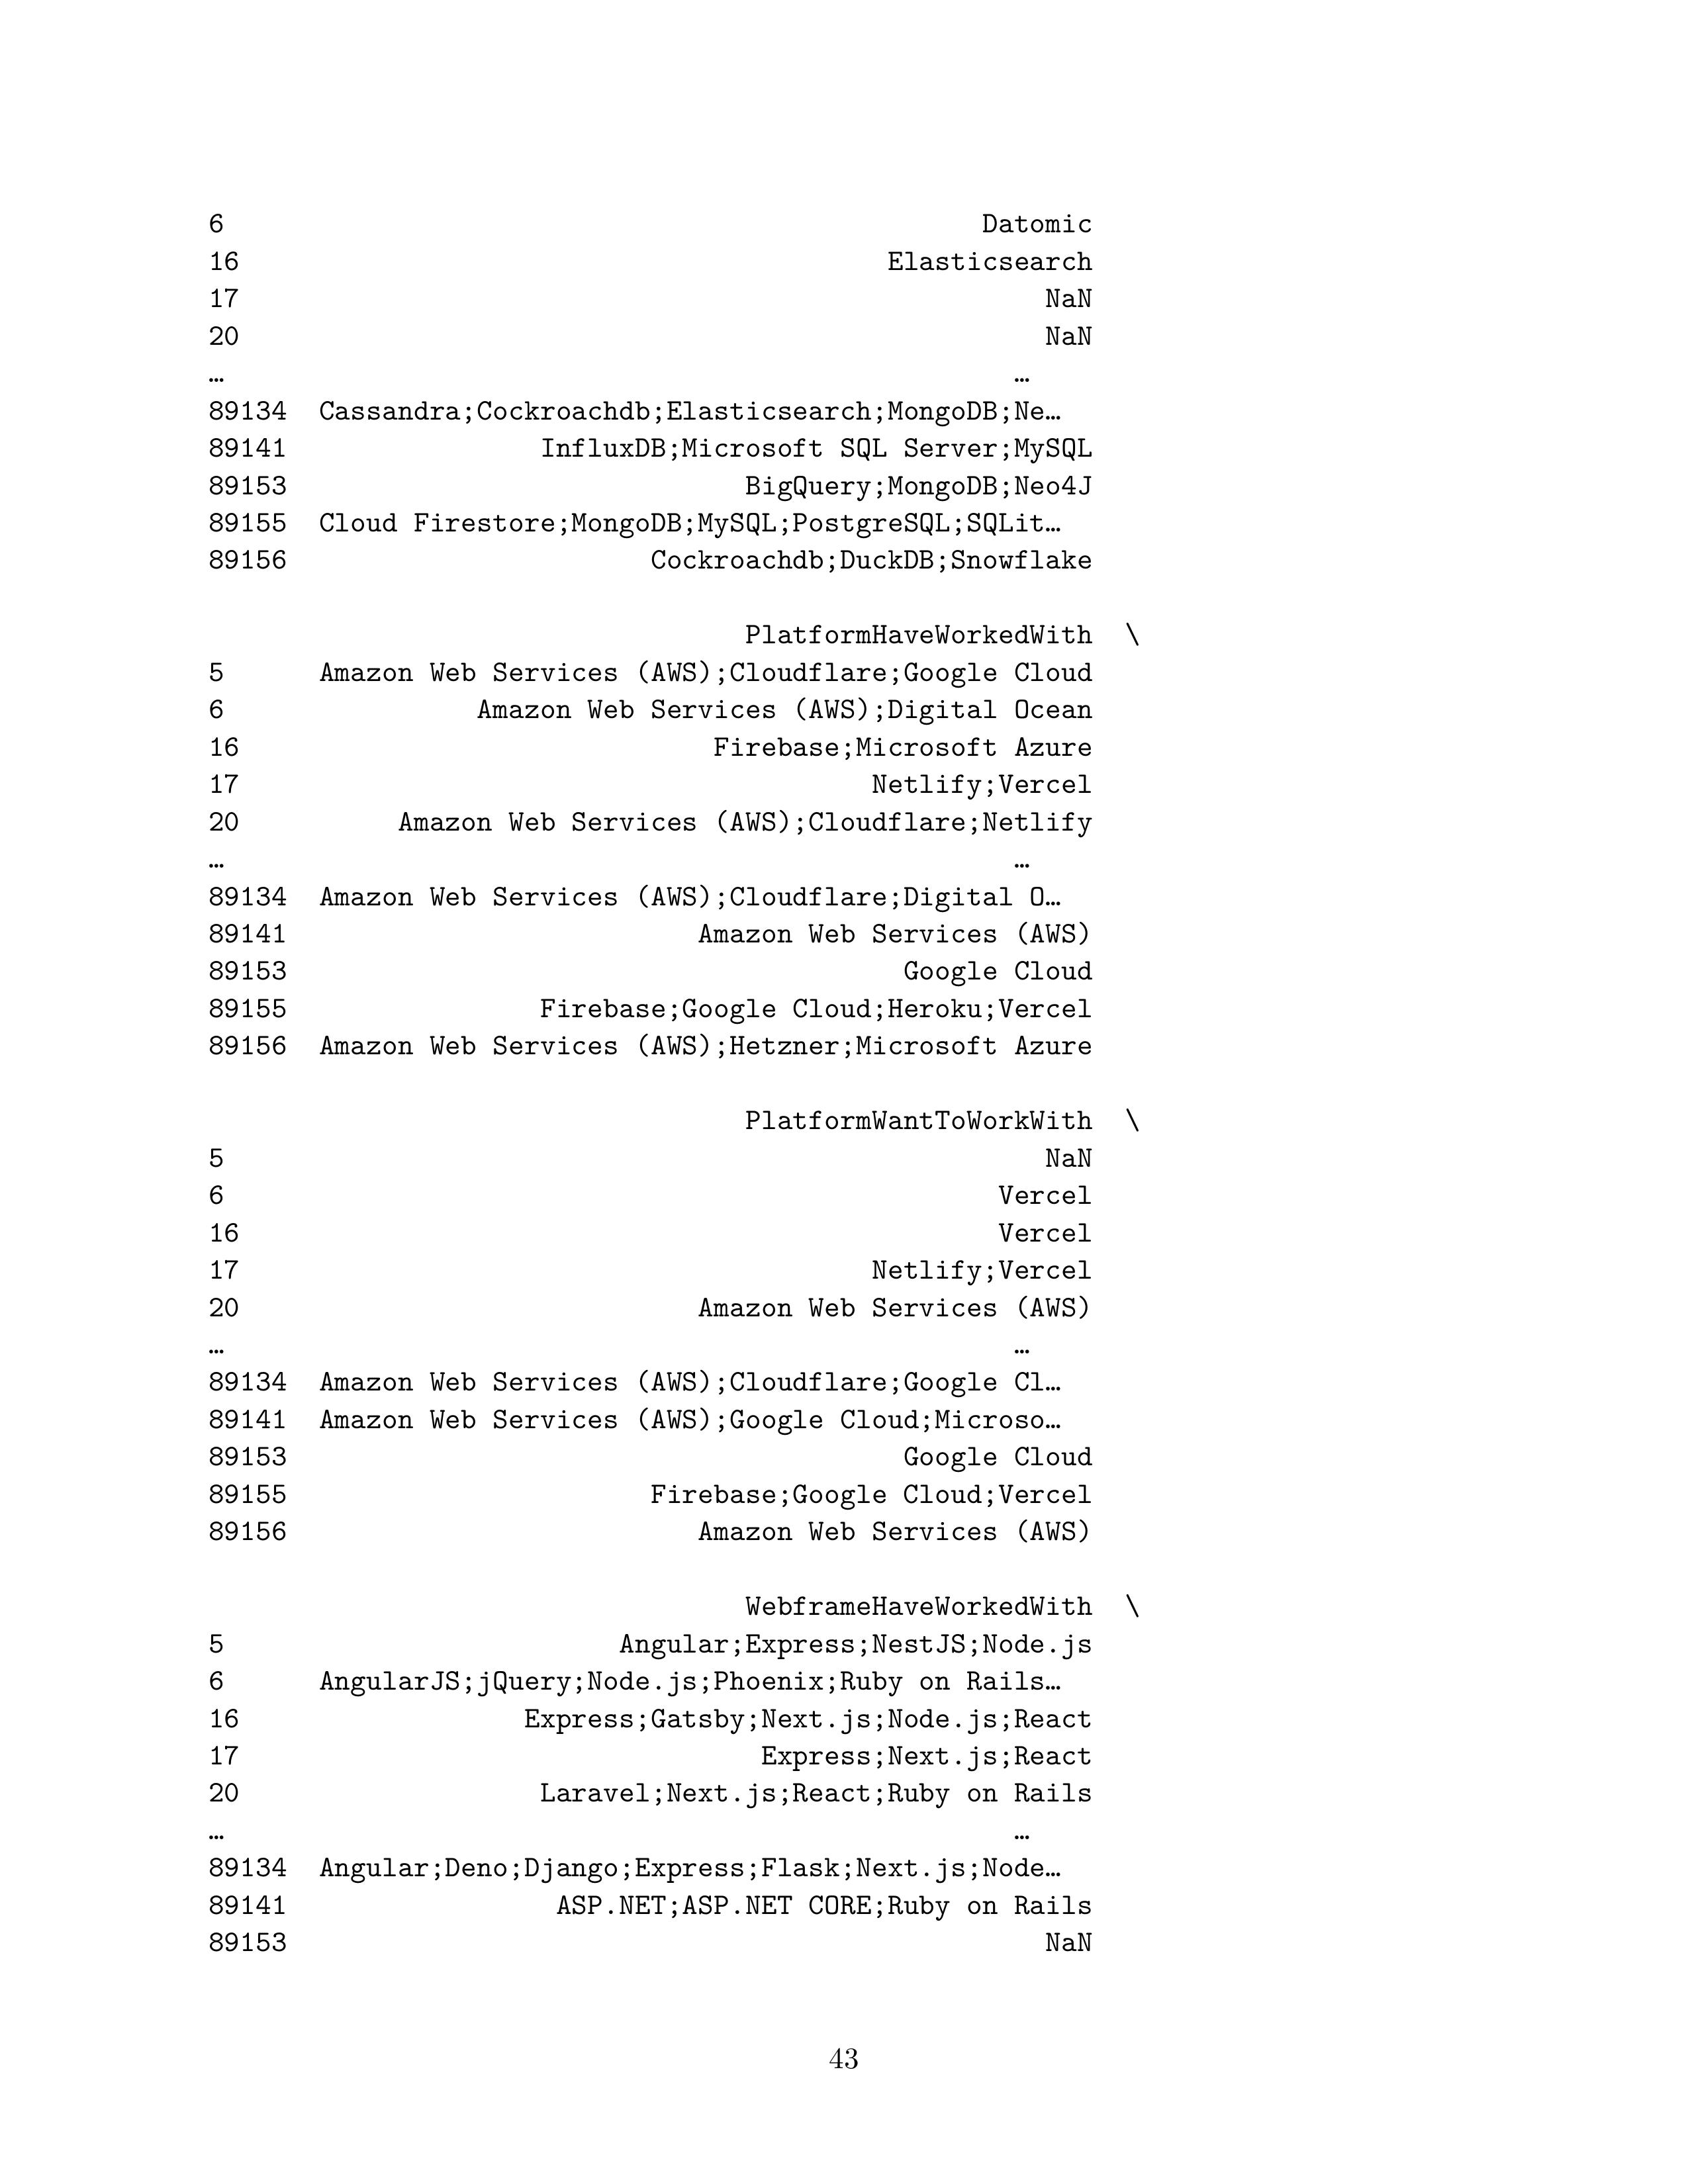 6 Datomic
16 Elasticsearch
17 NaN
20 NaN
… …
89134 Cassandra;Cockroachdb;Elasticsearch;MongoDB;Ne…
89141 InfluxDB;Microsoft SQL Server;MySQL
89153 BigQuery;MongoDB;Neo4J
89155 Cloud Firestore;MongoDB;MySQL;PostgreSQL;SQLit…
89156 Cockroachdb;DuckDB;Snowflake
PlatformHaveWorkedWith \
5 Amazon Web Services (AWS);Cloudflare;Google Cloud
6 Amazon Web Services (AWS);Digital Ocean
16 Firebase;Microsoft Azure
17 Netlify;Vercel
20 Amazon Web Services (AWS);Cloudflare;Netlify
… …
89134 Amazon Web Services (AWS);Cloudflare;Digital O…
89141 Amazon Web Services (AWS)
89153 Google Cloud
89155 Firebase;Google Cloud;Heroku;Vercel
89156 Amazon Web Services (AWS);Hetzner;Microsoft Azure
PlatformWantToWorkWith \
5 NaN
6 Vercel
16 Vercel
17 Netlify;Vercel
20 Amazon Web Services (AWS)
… …
89134 Amazon Web Services (AWS);Cloudflare;Google Cl…
89141 Amazon Web Services (AWS);Google Cloud;Microso…
89153 Google Cloud
89155 Firebase;Google Cloud;Vercel
89156 Amazon Web Services (AWS)
WebframeHaveWorkedWith \
5 Angular;Express;NestJS;Node.js
6 AngularJS;jQuery;Node.js;Phoenix;Ruby on Rails…
16 Express;Gatsby;Next.js;Node.js;React
17 Express;Next.js;React
20 Laravel;Next.js;React;Ruby on Rails
… …
89134 Angular;Deno;Django;Express;Flask;Next.js;Node…
89141 ASP.NET;ASP.NET CORE;Ruby on Rails
89153 NaN
43